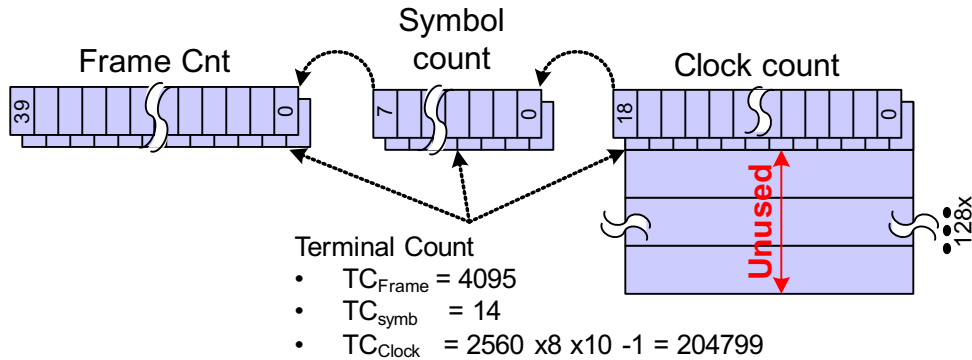 Symbol
count
Frame Cnt
Clock count
39
0
7
0
18
0
Unused
128x
Terminal Count
• TCFrame = 4095
• TCsymb = 14
• TCClock = 2560 x8 x10 -1 = 204799